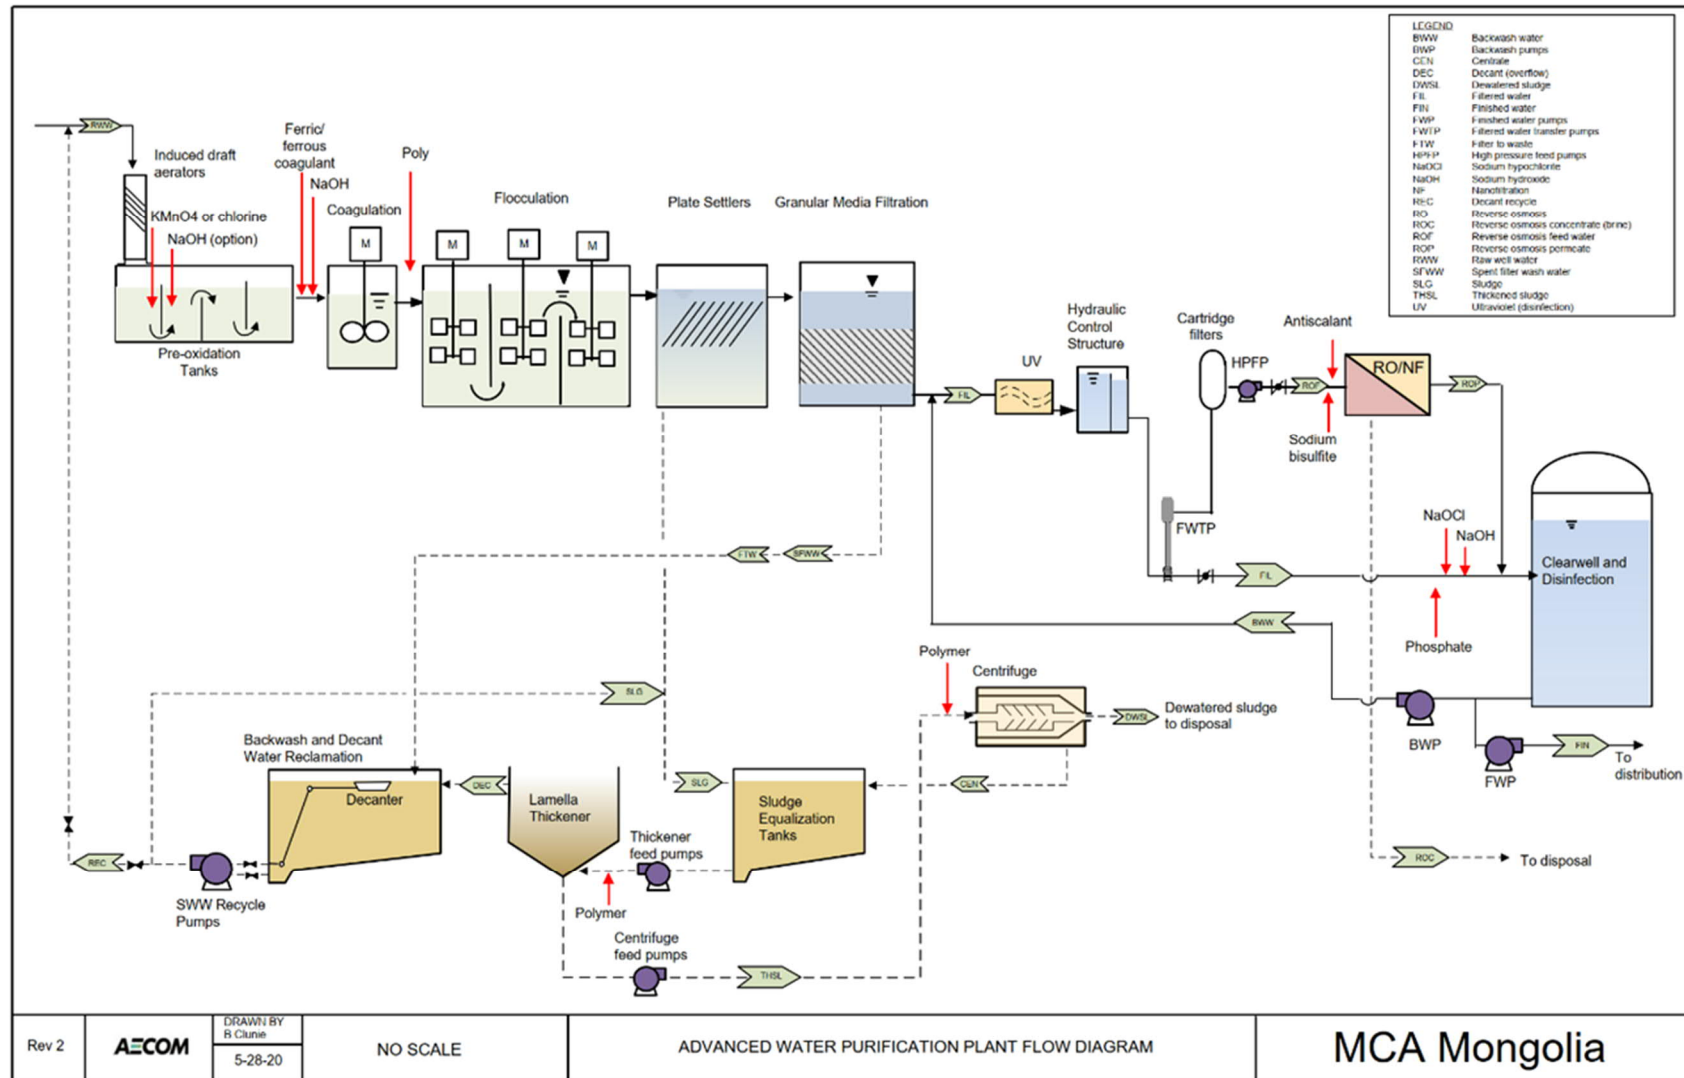 LEGEND
BWW Backwash water
BWP Backwash pumps
CEN Centrate
DEC Decant (overflow)
DWSL Dewatered sludge
FIL Filtered water
FIN Finished water
FWP Finished water pumps
FWTP Filtered water transfer pumps
FTW Filter to waste
HPFP High pressure feed pumps
NaOCl Sodium hypochlorite
NaOH Sodium hydroxide
NF Nanofiltration
REC Decant recycle
RO Reverse osmosis
ROC Reverse osmosis concentrate (brine)
ROF Reverse osmosis feed water
ROP Reverse osmosis permeate
RWW Raw well water
SFWW Spent filter wash water
SLG Sludge
THSL Thickened sludge
UV Ultraviolet (disinfection)
RWW
Induced draft
aerators
KMnO4 or chlorine
NaOH (option)
Pre-oxidation
Tanks
Ferric/
ferrous
coagulant
NaOH
Coagulation
M
Poly
Flocculation
M
M
M
Plate Settlers
Granular Media Filtration
FIL
UV
Hydraulic
Control
Structure
Cartridge
filters
HPFP
ROF
Antiscalant
Sodium
bisulfite
RO/NF
ROP
FWTP
FIL
NaOCl
NaOH
Phosphate
Clearwell and
Disinfection
FTW
SFWW
BWW
BWP
FWP
FIN
To
distribution
SLG
Polymer
Centrifuge
DWSL
Dewatered sludge
to disposal
CEN
Backwash and Decant
Water Reclamation
Decanter
DEC
Lamella
Thickener
SLG
Sludge
Equalization
Tanks
Thickener
feed pumps
Polymer
REC
SWW Recycle
Pumps
Centrifuge
feed pumps
THSL
ROC
To disposal
Rev 2
AECOM
DRAWN BY
B Clunie
5-28-20
NO SCALE
ADVANCED WATER PURIFICATION PLANT FLOW DIAGRAM
MCA Mongolia